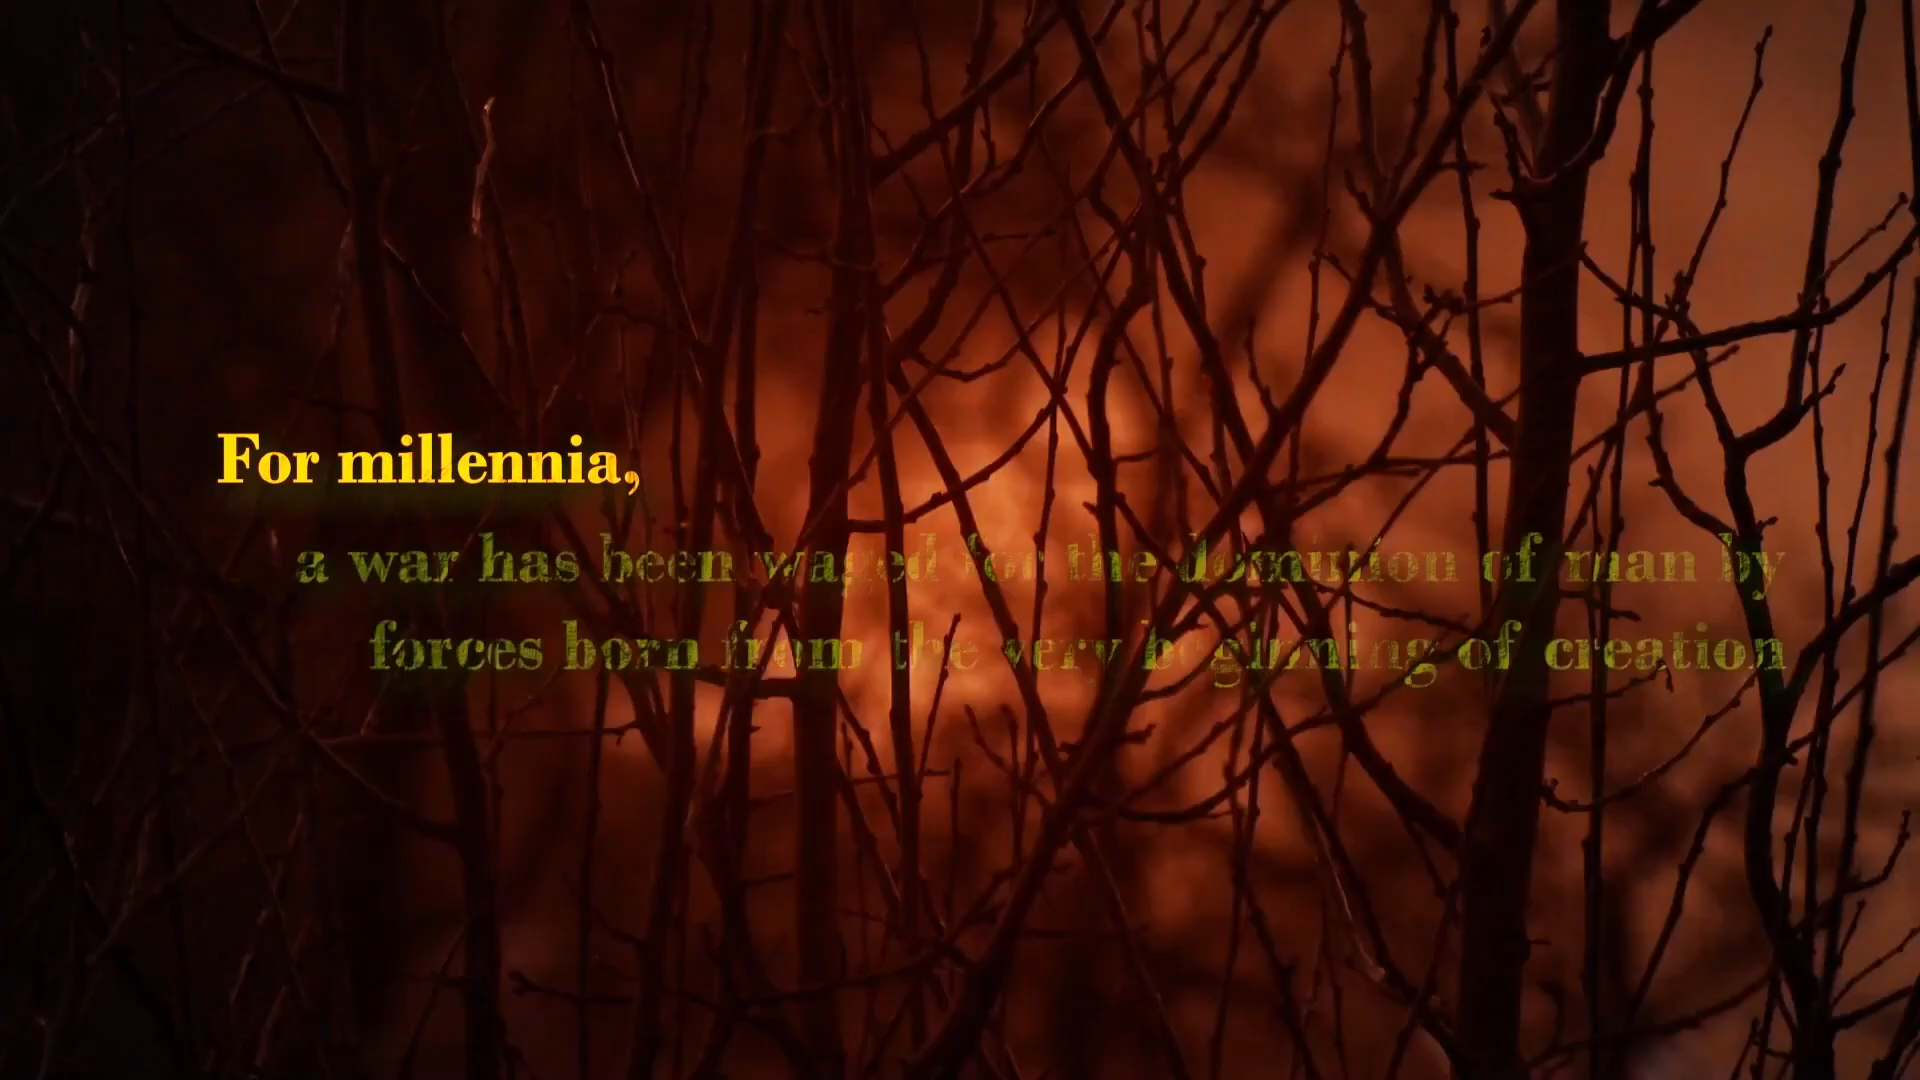 For millennia,
a war has been waged for the dominion of man by
forces born from the very beginning of creation